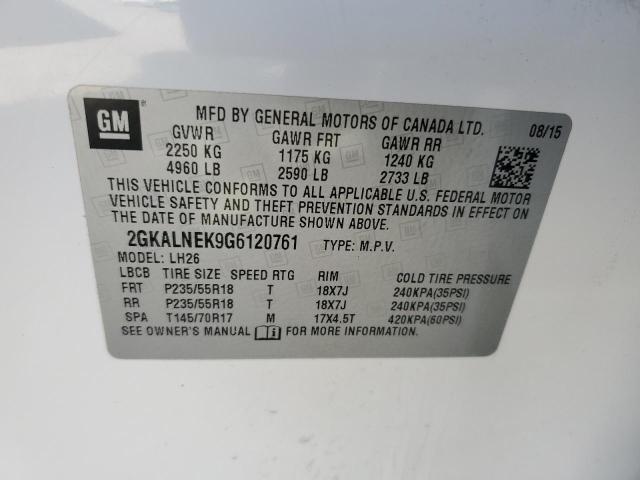 GM
MFD BY GENERAL MOTORS OF CANADA LTD. 08/15
GVWR GAWR FRT GAWR RR
2250 KG 1175 KG 1240 KG
4960 LB 2590 LB 2733 LB
THIS VEHICLE CONFORMS TO ALL APPLICABLE U.S. FEDERAL MOTOR
VEHICLE SAFETY AND THEFT PREVENTION STANDARDS IN EFFECT ON
THE DATE OF MANUFACTURE SHOWN ABOVE.
2GKALNEK9G6120761 TYPE: M.P.V.
MODEL: LH26
LBCB TIRE SIZE SPEED RTG RIM COLD TIRE PRESSURE
FRT P235/55R18 T 18X7J 240KPA(35PSI)
RR P235/55R18 T 18X7J 240KPA(35PSI)
SPA T145/70R17 M 17X4.5T 420KPA(60PSI)
SEE OWNER'S MANUAL i FOR MORE INFORMATION.